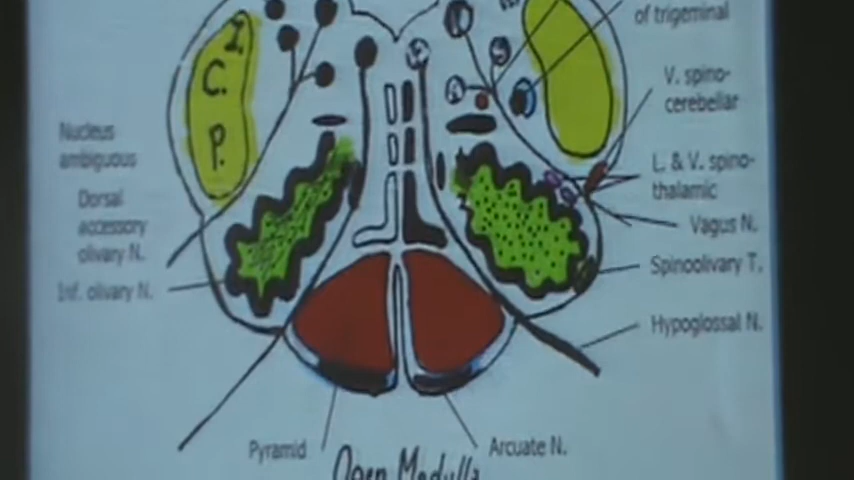 of trigeminal
I.
C.
P.
V. spino-
cerebellar
Nucleus
ambiguous
L. & V. spino-
thalamic
Dorsal
accessory
olivary N.
Vagus N.
Spinoolivary T.
Inf. olivary N.
Hypoglossal N.
Pyramid
Arcuate N.
Open Medulla